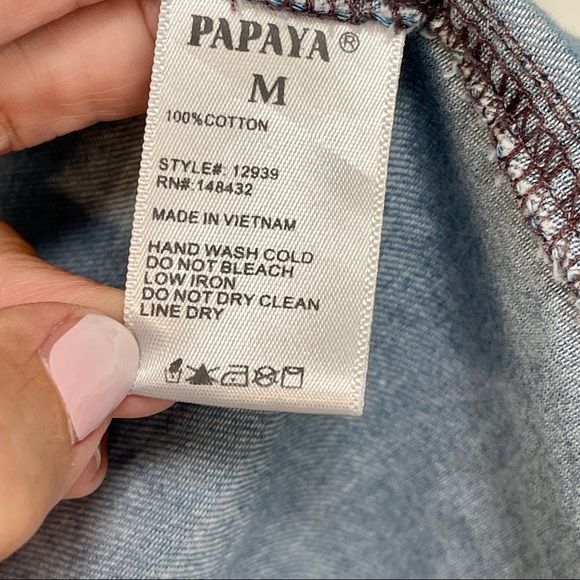 PAPAYA®
M
100%COTTON
STYLE#: 12939
RN#: 148432
MADE IN VIETNAM
HAND WASH COLD
DO NOT BLEACH
LOW IRON
DO NOT DRY CLEAN
LINE DRY